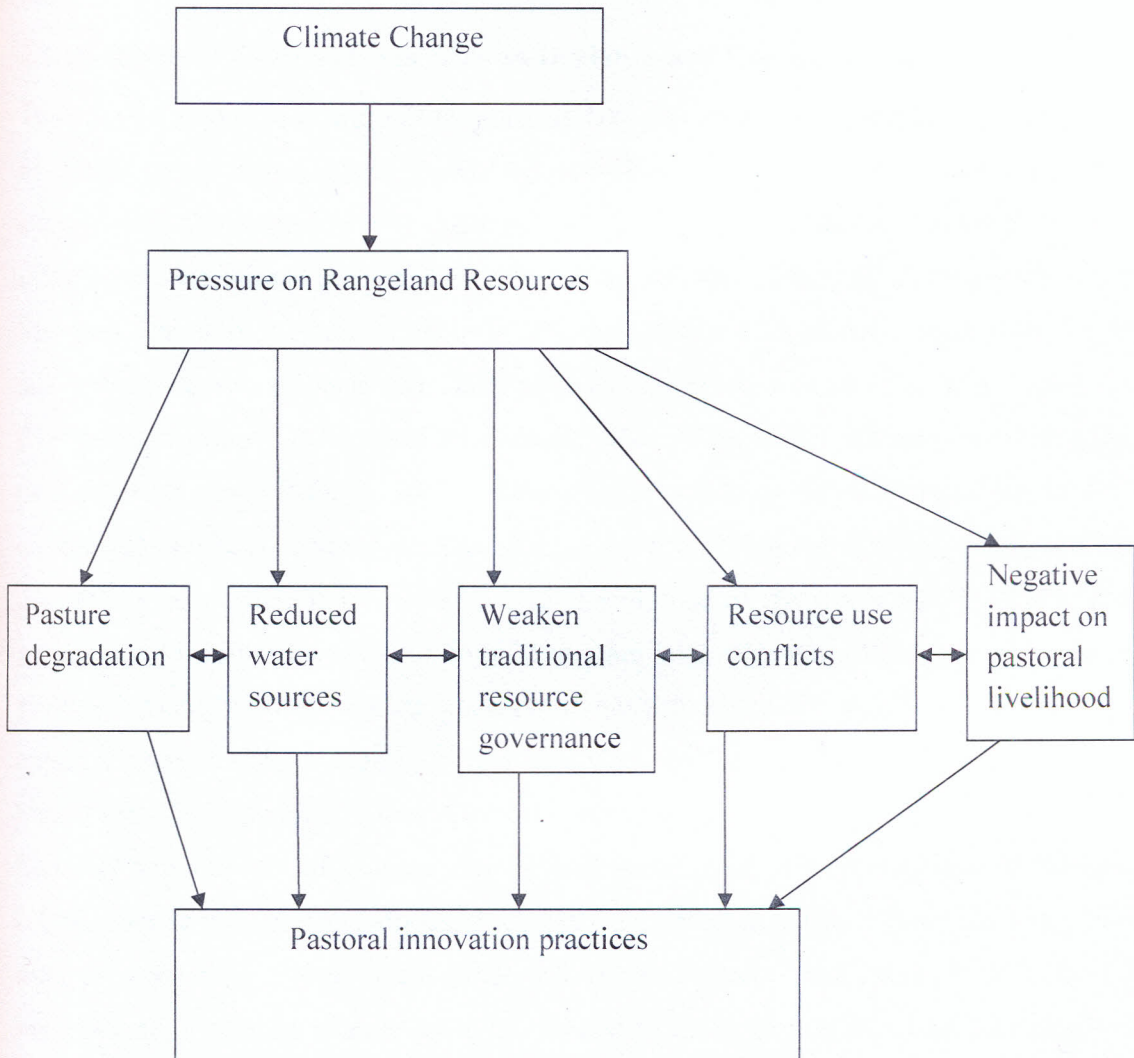 Climate Change
Pressure on Rangeland Resources
Pasture
degradation
Reduced
water
sources
Weaken
traditional
resource
governance
Resource use
conflicts
Negative
impact on
pastoral
livelihood
Pastoral innovation practices